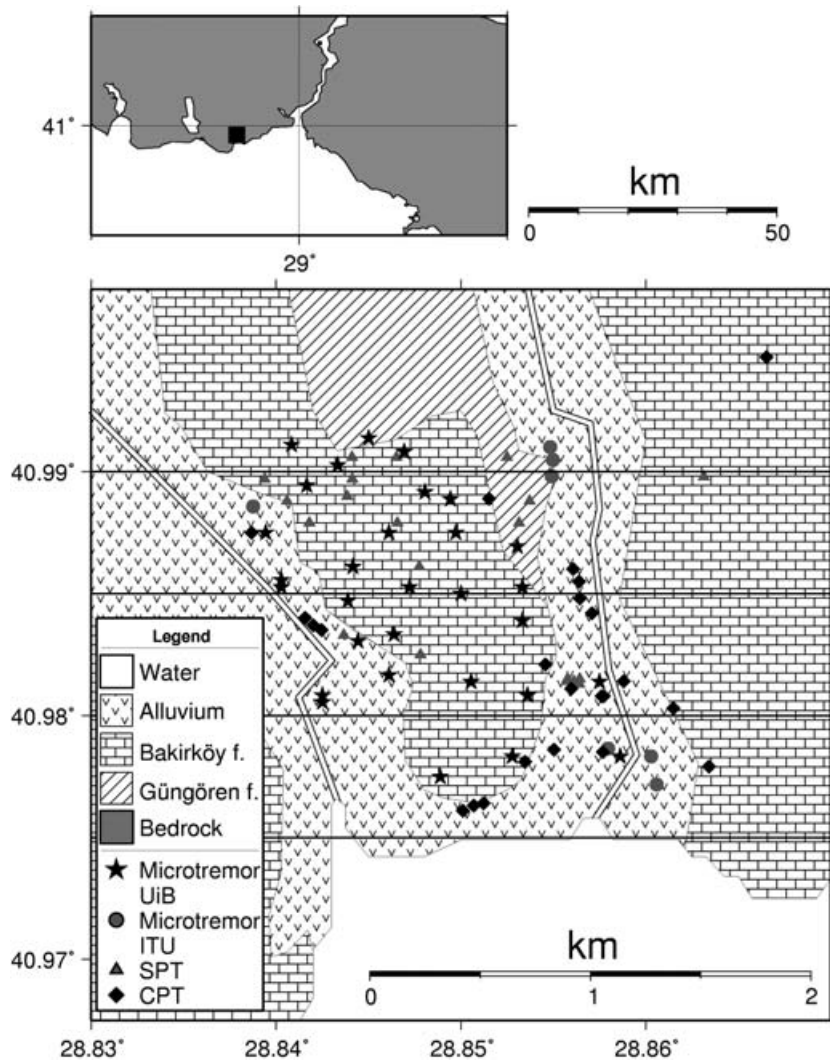 41°
29°
km
0 50
40.99°
40.98°
40.97°
Legend
Water
Alluvium
Bakirköy f.
Güngören f.
Bedrock
Microtremor
UiB
Microtremor
ITU
SPT
CPT
km
0 1 2
28.83° 28.84° 28.85° 28.86°